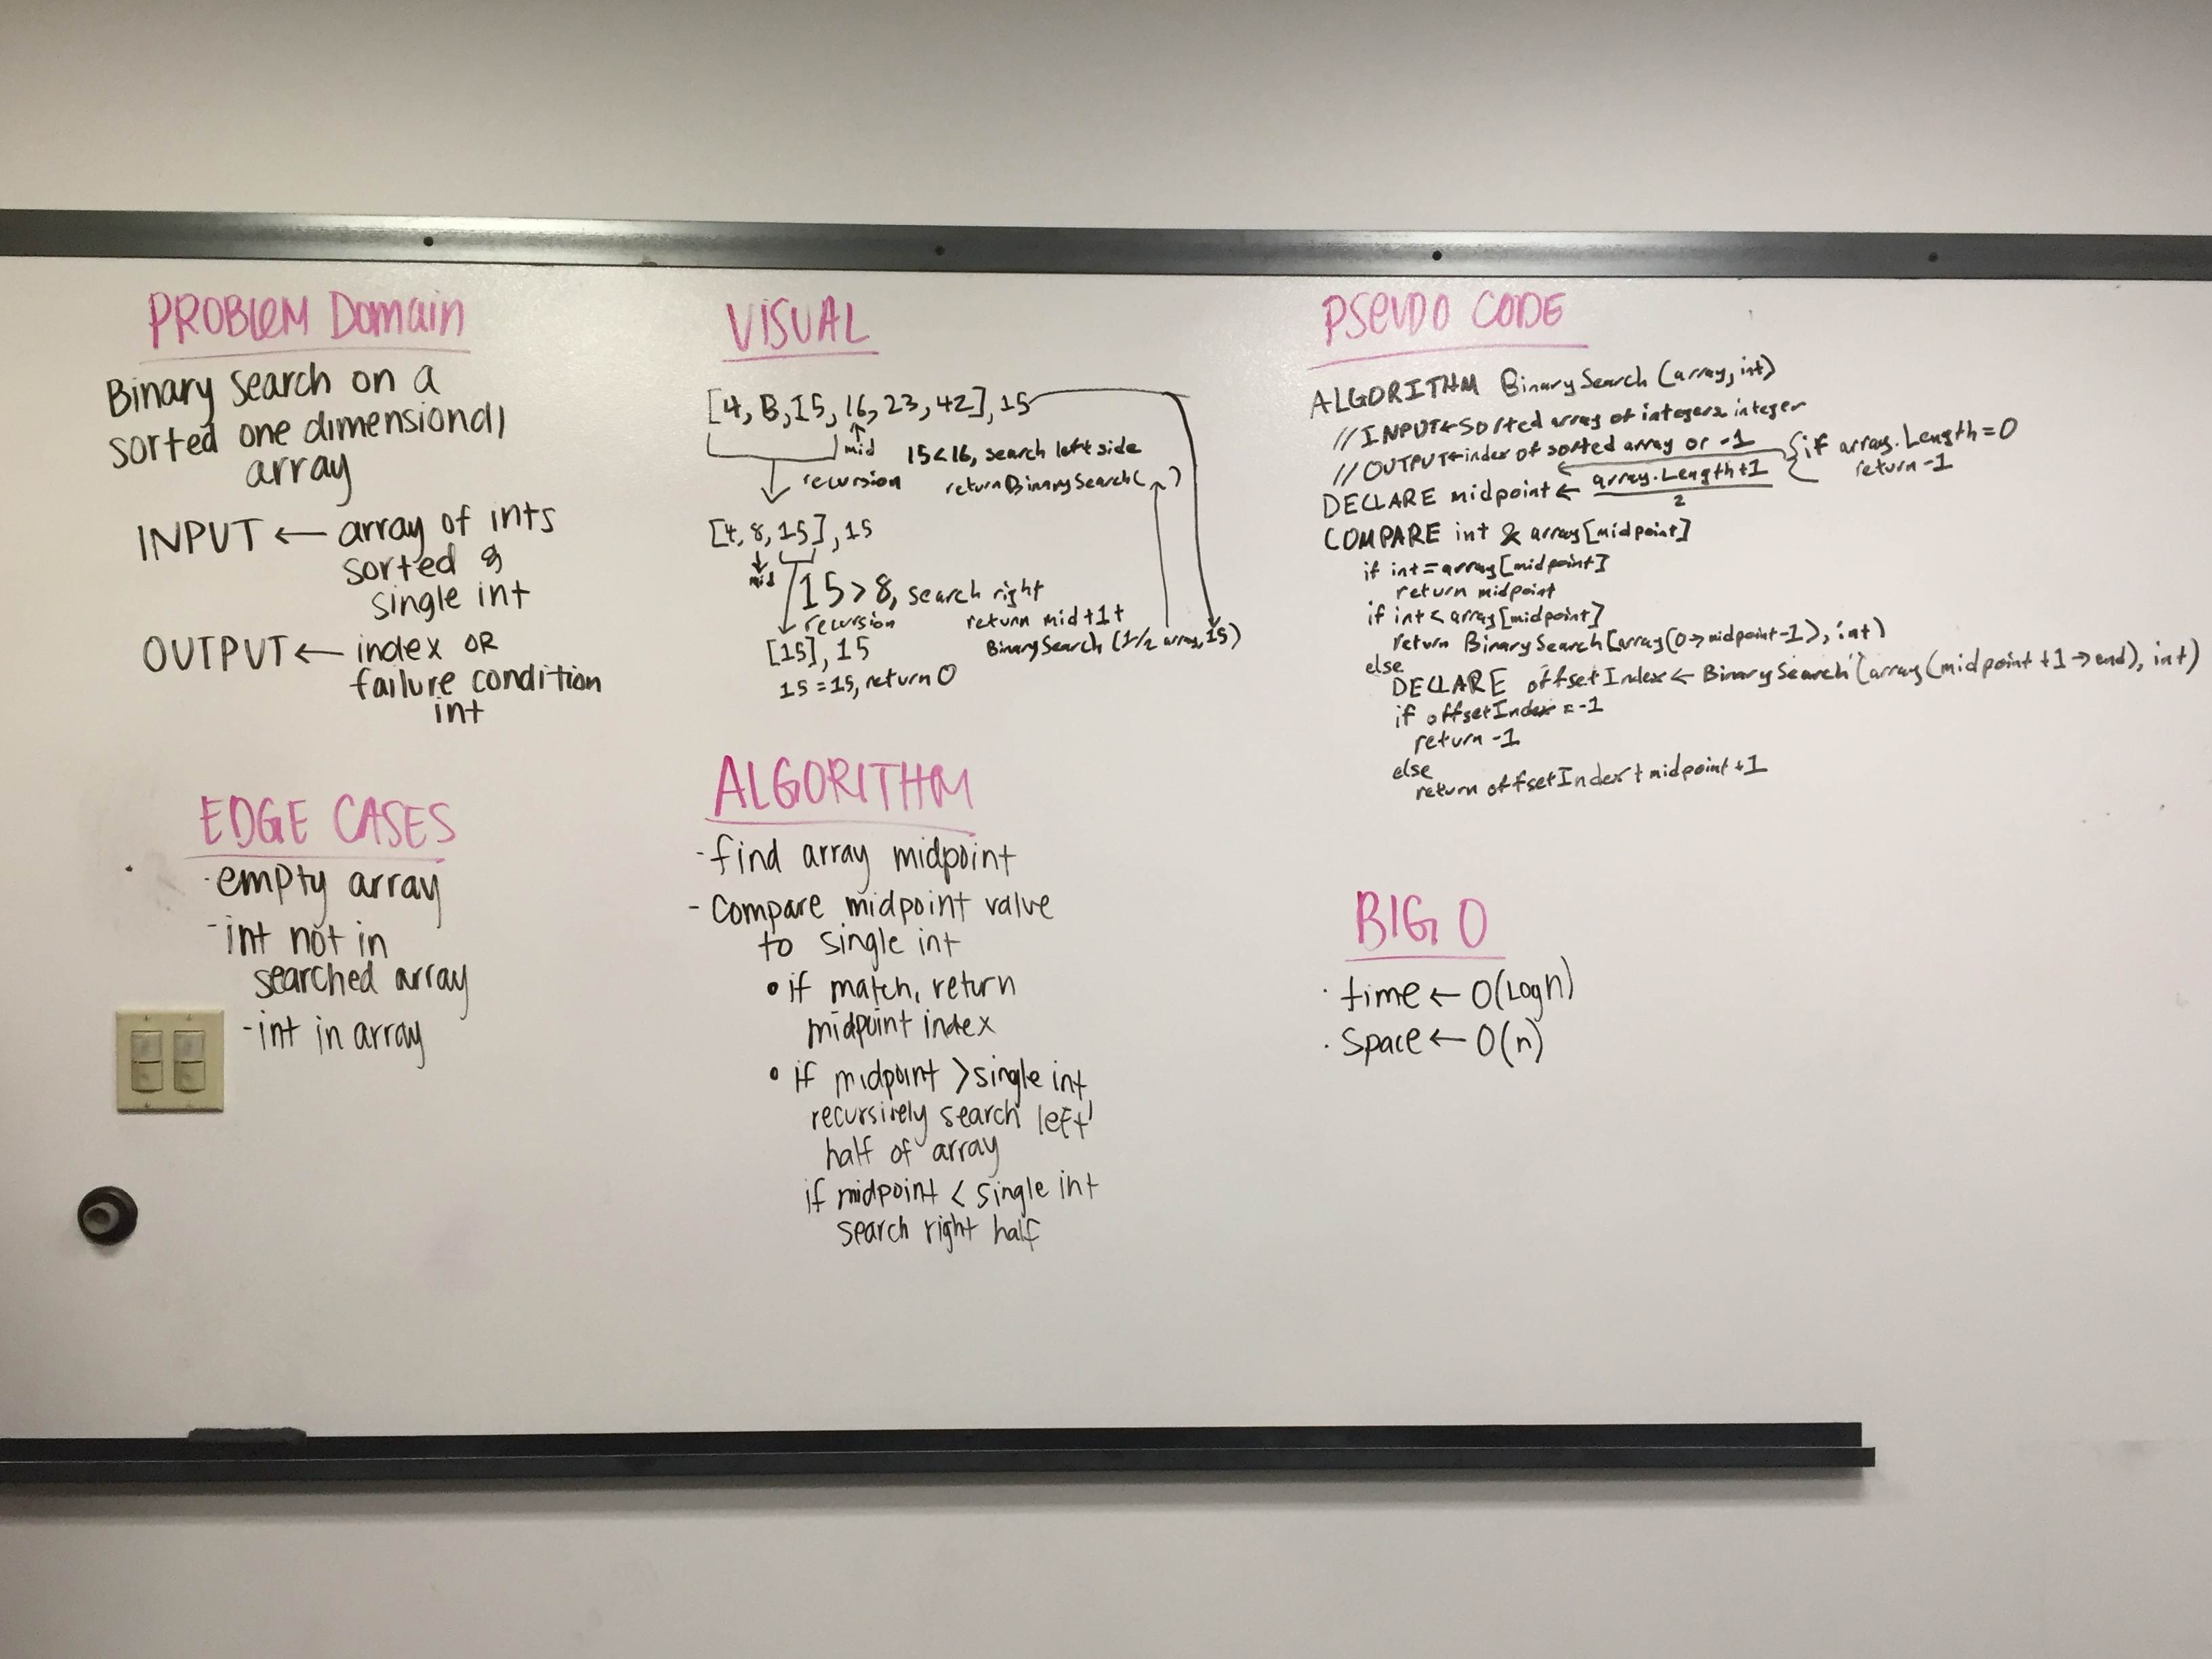 PROBLEM Domain
Binary Search on a
sorted one dimensional
array
INPUT ← array of ints
sorted &
single int
OUTPUT ← index OR
failure condition
int
EDGE CASES
- empty array
- int not in
searched array
- int in array
VISUAL
[4, 8, 15, 16, 23, 42], 15
mid 15<16, search left side
recursion return BinarySearch( )
[4, 8, 15], 15
mid
15 > 8, search right
recursion return mid+1+
[15], 15 BinarySearch (1/2 array, 15)
15 = 15, return 0
ALGORITHM
- find array midpoint
- compare midpoint value
to single int
• if match, return
midpoint index
• if midpoint > single int
recursively search left
half of array
if midpoint < single int
search right half
PSEUDO CODE
ALGORITHM BinarySearch (array, int)
// INPUT ← Sorted array of integers, integer
// OUTPUT ← index of sorted array or -1
{ if array.Length = 0
return -1
DECLARE midpoint ← array.Length+1
2
COMPARE int & array[midpoint]
if int = array[midpoint]
return midpoint
if int < array[midpoint]
return BinarySearch [array(0→midpoint-1), int)
else
DECLARE offsetIndex ← BinarySearch (array(midpoint+1→end), int)
if offsetIndex = -1
return -1
else
return offsetIndex + midpoint + 1
BIG O
· time ← O(Log n)
· space ← O(n)